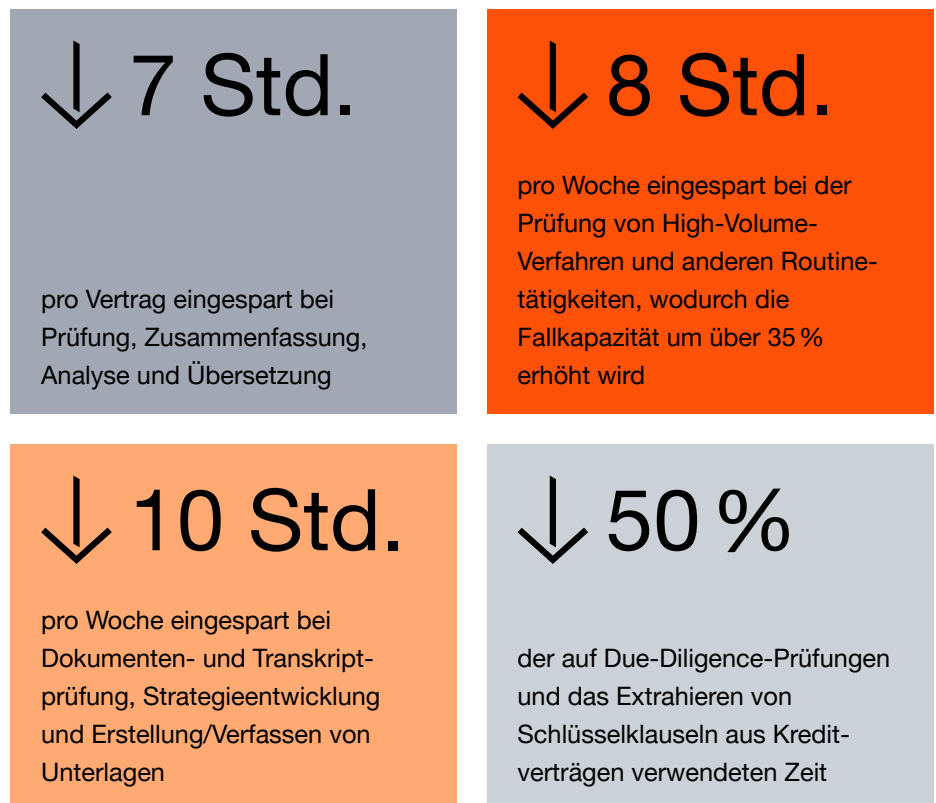 ↓ 7 Std.
pro Vertrag eingespart bei
Prüfung, Zusammenfassung,
Analyse und Übersetzung
↓ 8 Std.
pro Woche eingespart bei der
Prüfung von High-Volume-
Verfahren und anderen Routine-
tätigkeiten, wodurch die
Fallkapazität um über 35 %
erhöht wird
↓ 10 Std.
pro Woche eingespart bei
Dokumenten- und Transkript-
prüfung, Strategieentwicklung
und Erstellung/Verfassen von
Unterlagen
↓ 50 %
der auf Due-Diligence-Prüfungen
und das Extrahieren von
Schlüsselklauseln aus Kredit-
verträgen verwendeten Zeit